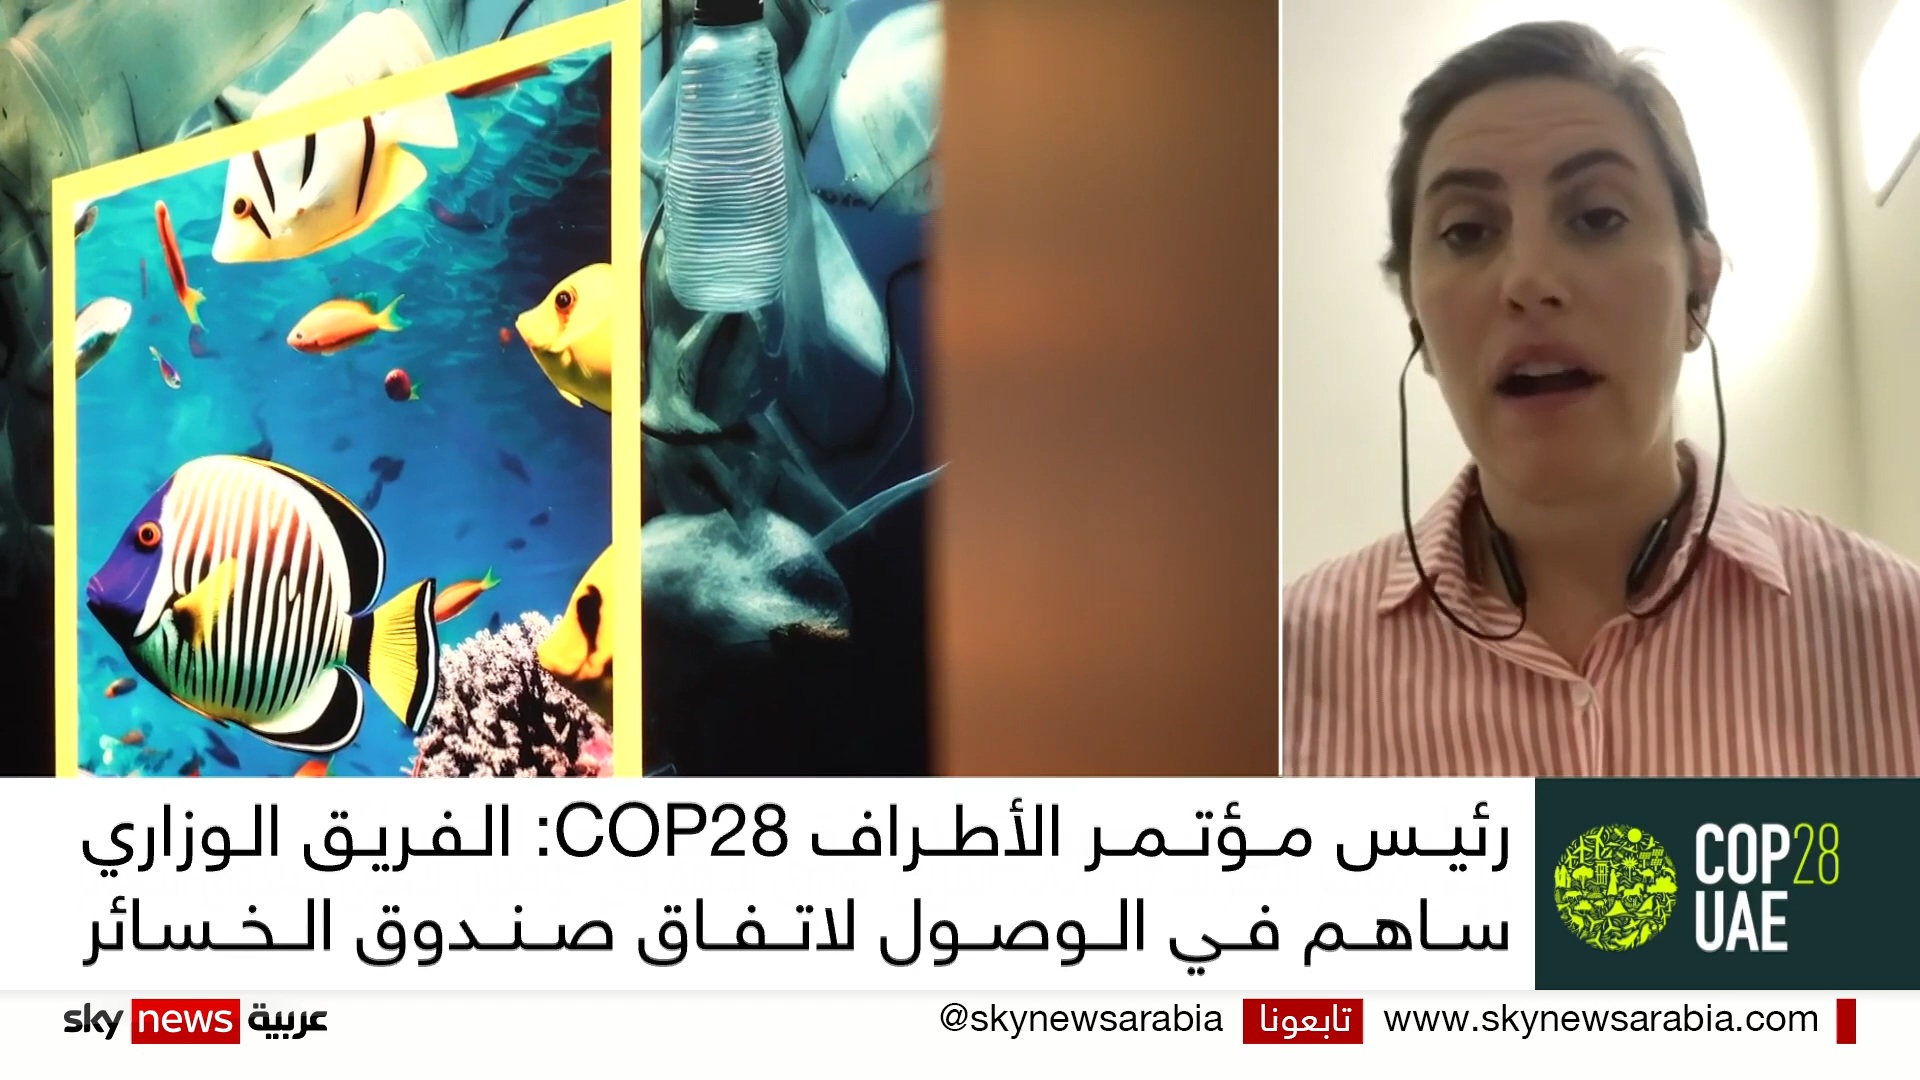 رئيس مؤتمر الأطراف COP28: الفريق الوزاري
ساهم في الوصول لاتفاق صندوق الخسائر
COP28
UAE
sky news عربية
@skynewsarabia تابعونا www.skynewsarabia.com